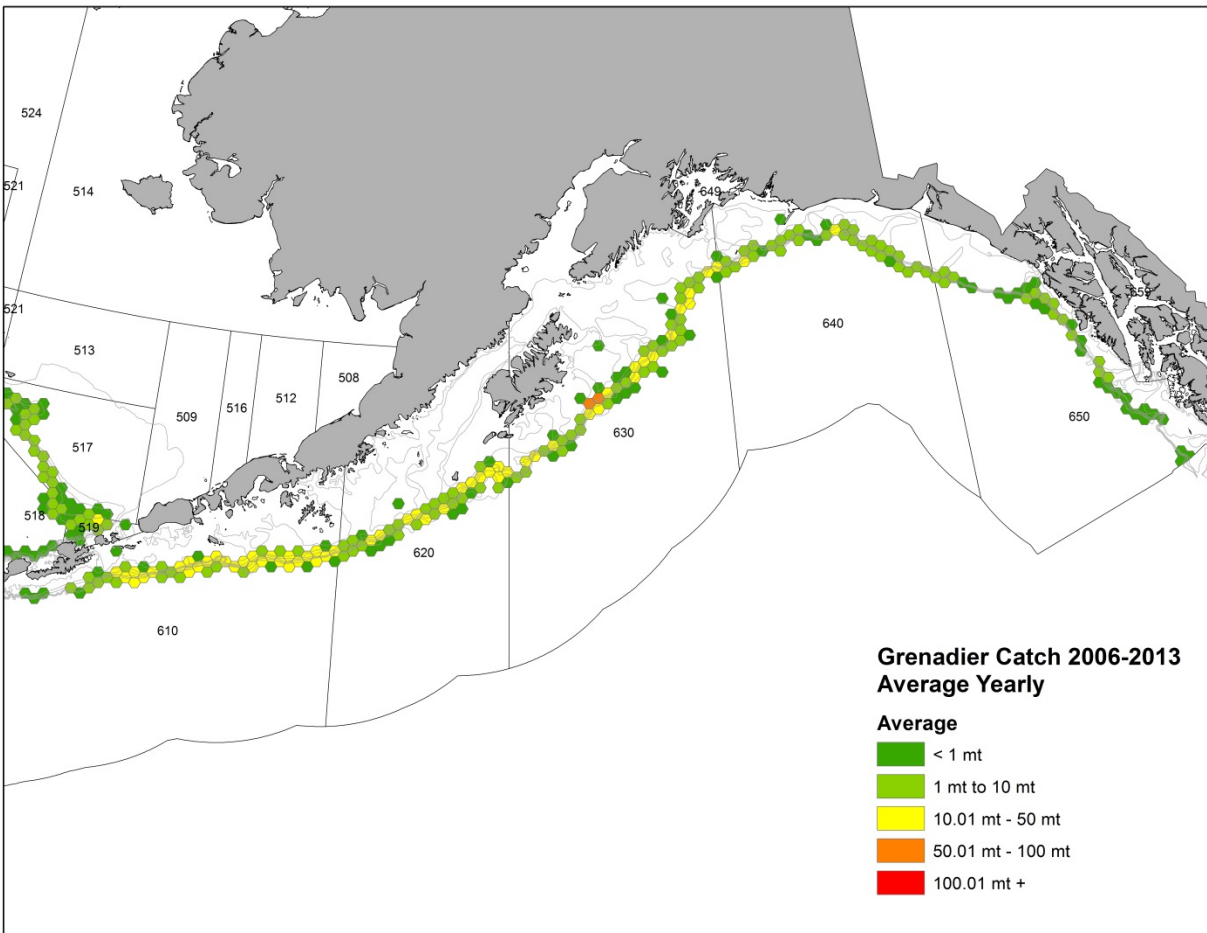 524
521
514
649
659
521
513
640
508
512
516
509
650
630
517
518
519
620
610
Grenadier Catch 2006-2013
Average Yearly
Average
< 1 mt
1 mt to 10 mt
10.01 mt - 50 mt
50.01 mt - 100 mt
100.01 mt +